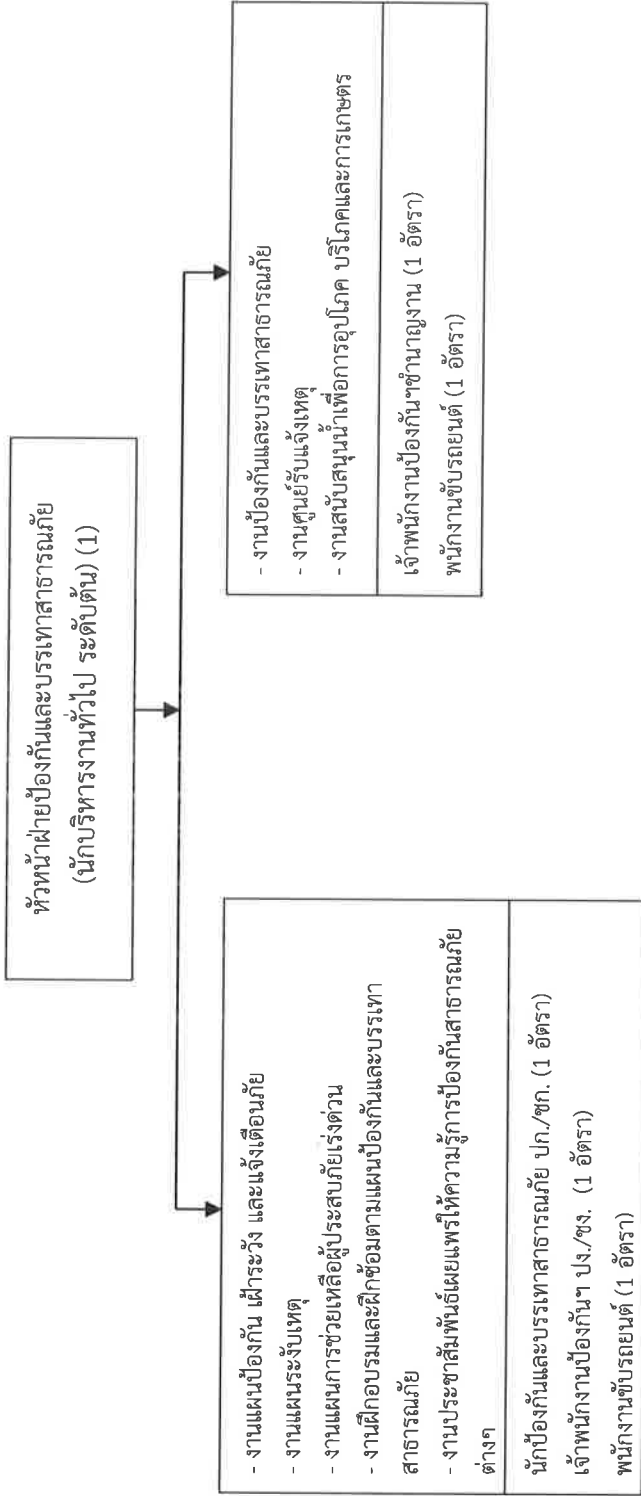 หัวหน้าฝ่ายป้องกันและบรรเทาสาธารณภัย
(นักบริหารงานทั่วไป ระดับต้น) (1)
- งานแผนป้องกัน เฝ้าระวัง และแจ้งเตือนภัย
- งานแผนระงับเหตุ
- งานแผนการช่วยเหลือผู้ประสบภัยเร่งด่วน
- งานฝึกอบรมและฝึกซ้อมตามแผนป้องกันและบรรเทา
สาธารณภัย
- งานประชาสัมพันธ์เผยแพร่ให้ความรู้การป้องกันสาธารณภัย
ต่างๆ
นักป้องกันและบรรเทาสาธารณภัย ปก./ชก. (1 อัตรา)
เจ้าพนักงานป้องกันฯ ปง./ชง. (1 อัตรา)
พนักงานขับรถยนต์ (1 อัตรา)
- งานป้องกันและบรรเทาสาธารณภัย
- งานศูนย์รับแจ้งเหตุ
- งานสนับสนุนน้ำเพื่อการอุปโภค บริโภคและการเกษตร
เจ้าพนักงานป้องกันฯชำนาญงาน (1 อัตรา)
พนักงานขับรถยนต์ (1 อัตรา)